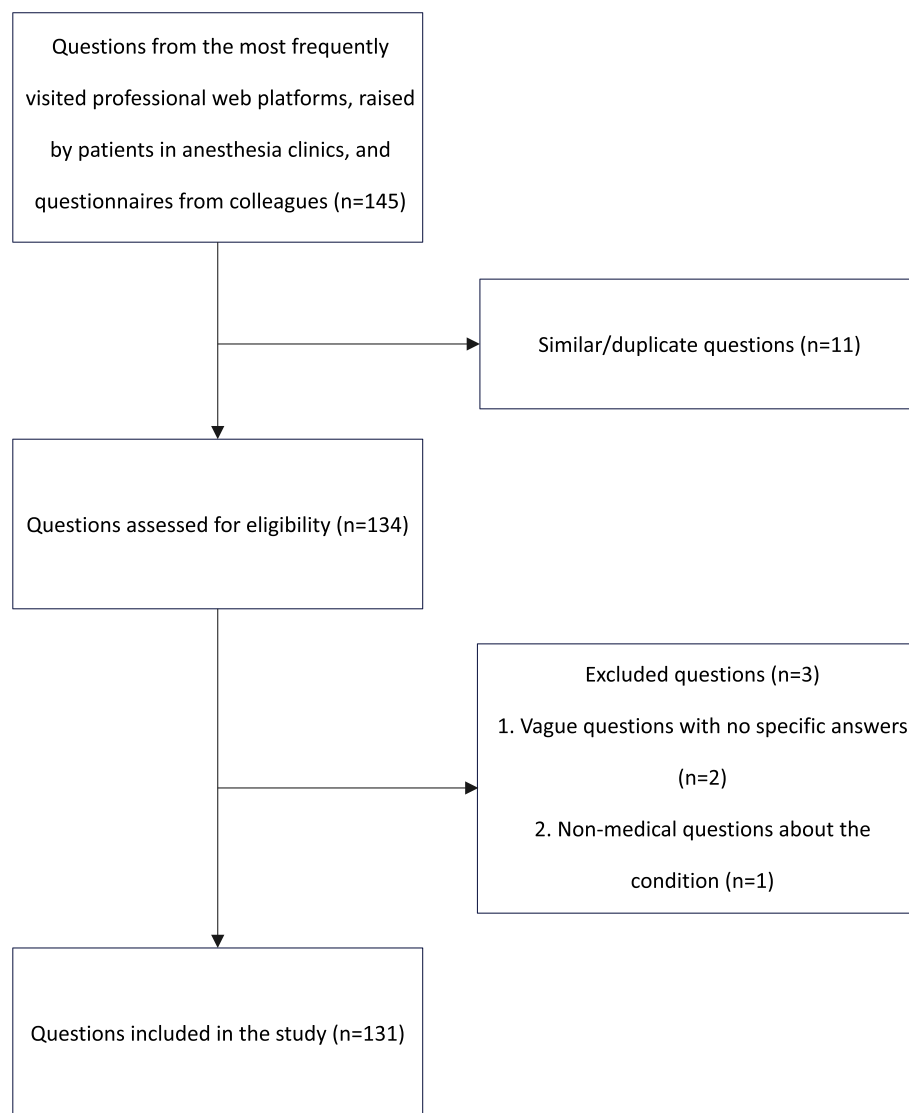 Questions from the most frequently
visited professional web platforms, raised
by patients in anesthesia clinics, and
questionnaires from colleagues (n=145)
Similar/duplicate questions (n=11)
Questions assessed for eligibility (n=134)
Excluded questions (n=3)
1. Vague questions with no specific answers
(n=2)
2. Non-medical questions about the
condition (n=1)
Questions included in the study (n=131)